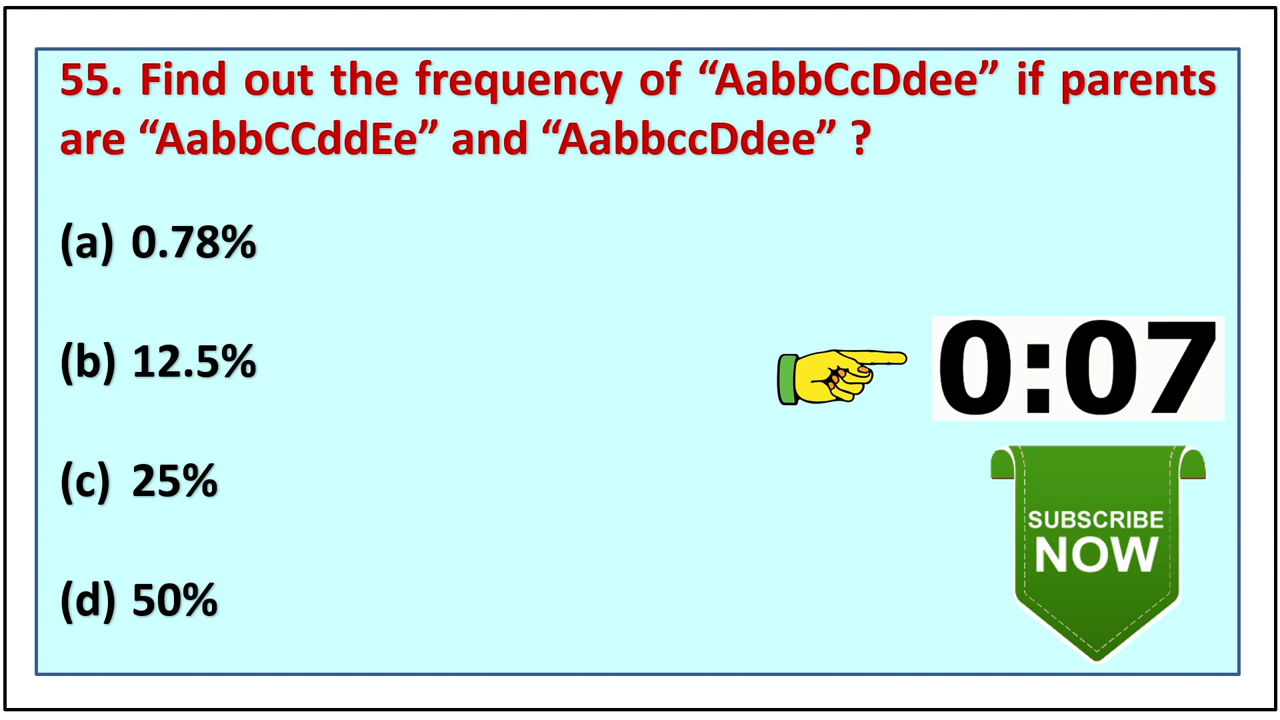 55. Find out the frequency of “AabbCcDdee” if parents
are “AabbCCddEe” and “AabbccDdee” ?
(a) 0.78%
(b) 12.5%
0:07
(c) 25%
SUBSCRIBE
NOW
(d) 50%